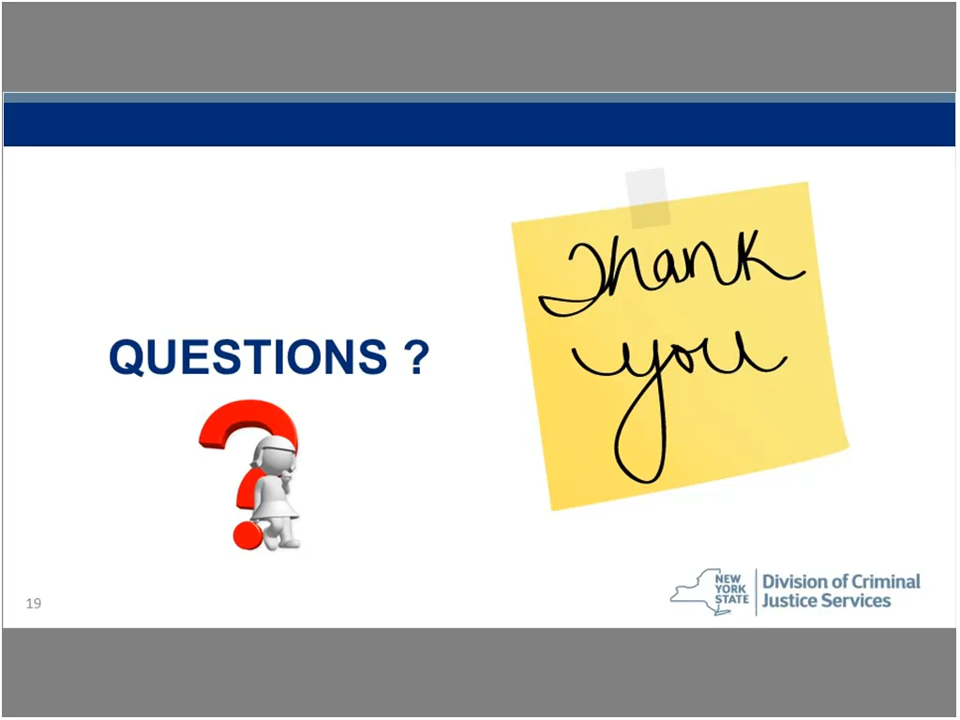 Thank
you
QUESTIONS ?
19
NEW
YORK
STATE
Division of Criminal
Justice Services